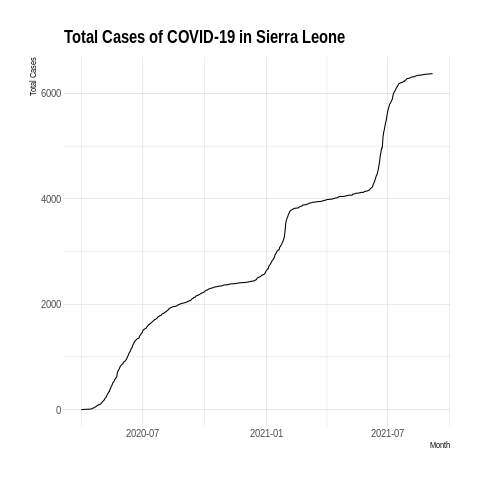 Total Cases of COVID-19 in Sierra Leone
Total Cases
6000
4000
2000
0
2020-07 2021-01 2021-07
Month